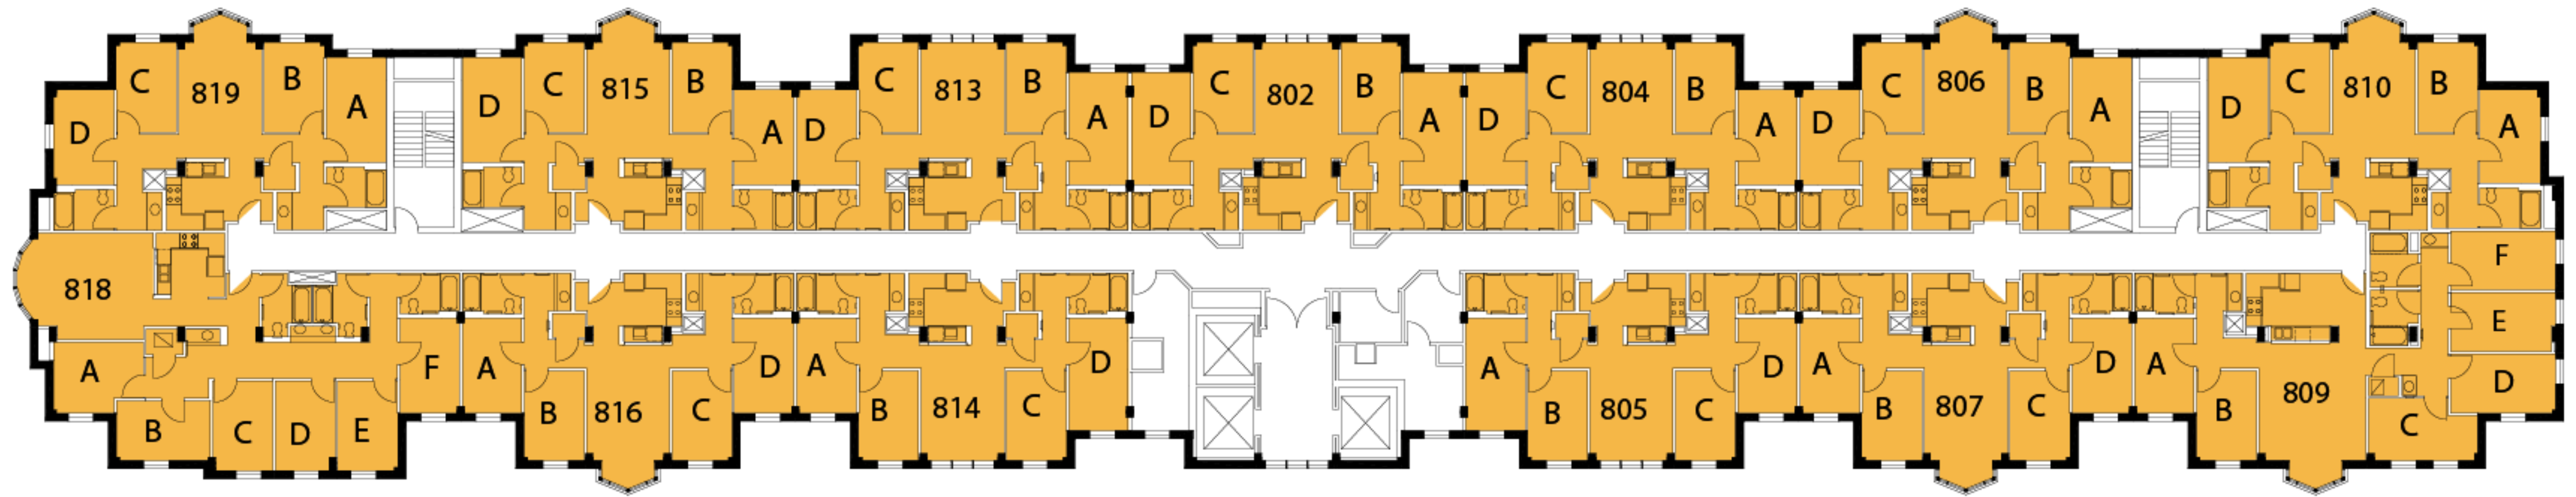 C 819 B A D
D C 815 B A
D C 813 B A
D C 802 B A
D C 804 B A
D C 806 B A
D C 810 B A
818 A B C D E F
A B 816 C D
A B 814 C D
A B 805 C D
A B 807 C D
A B 809 C D E F